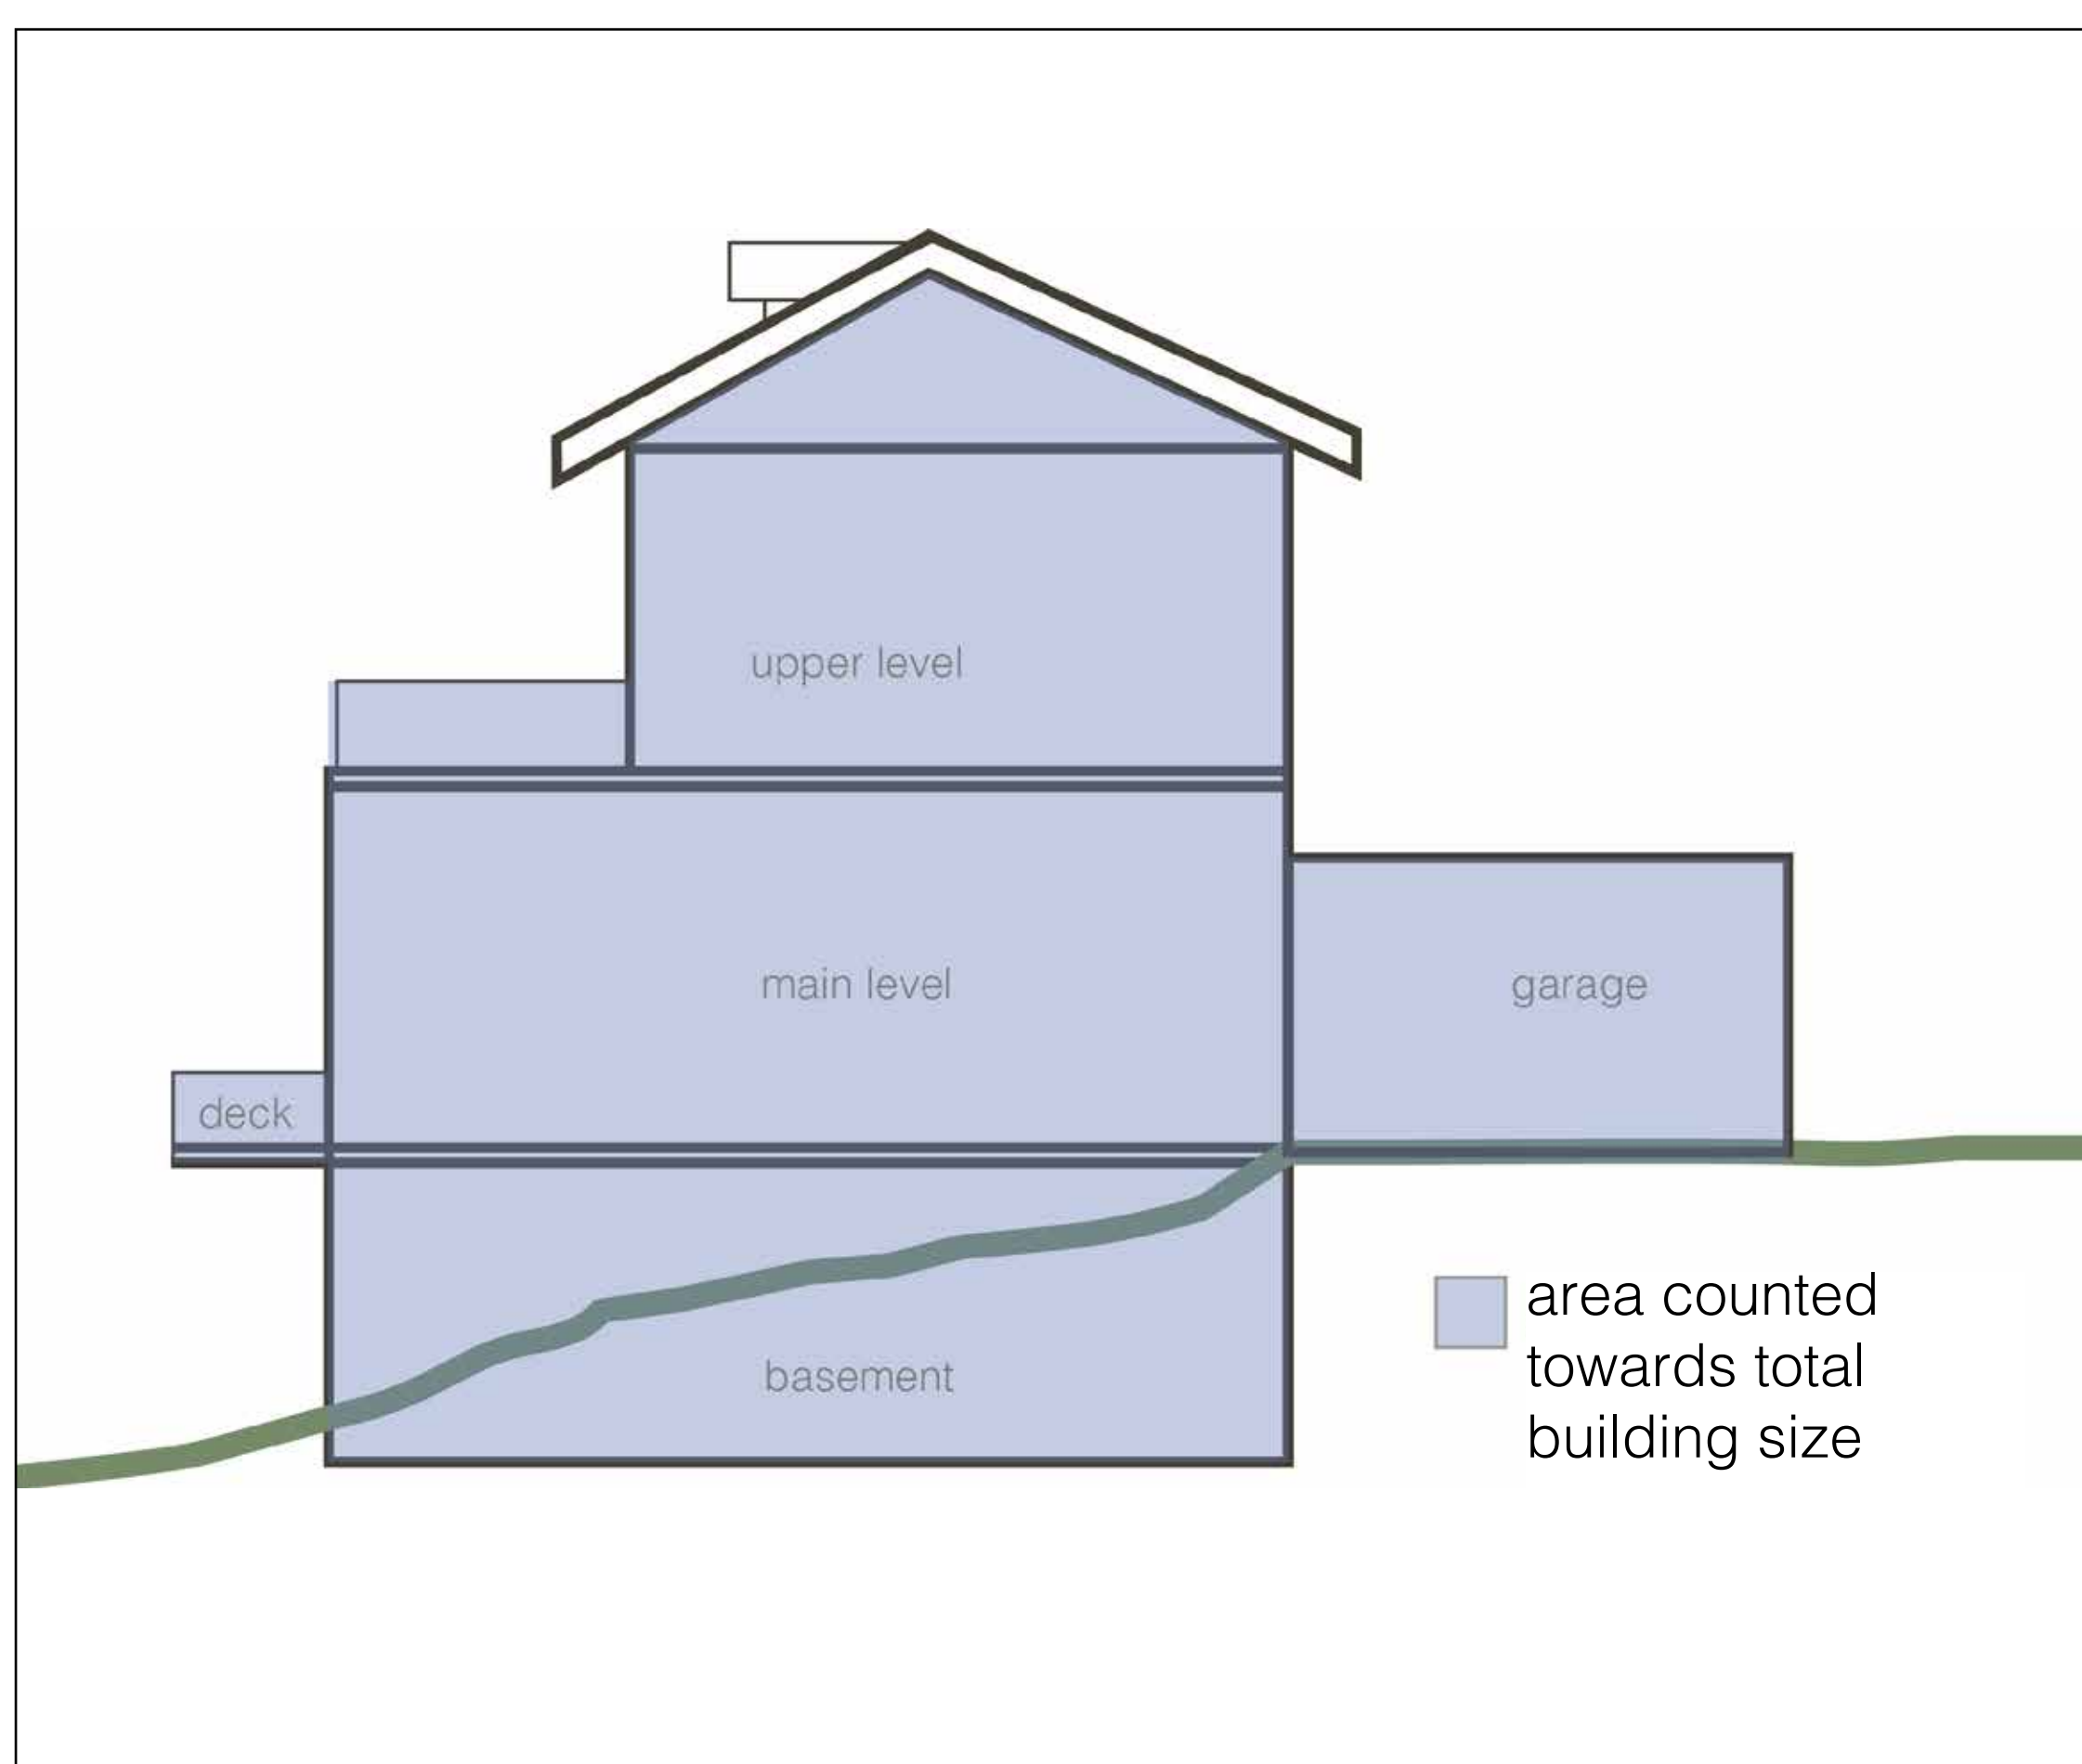 upper level
main level
garage
deck
basement
area counted
towards total
building size